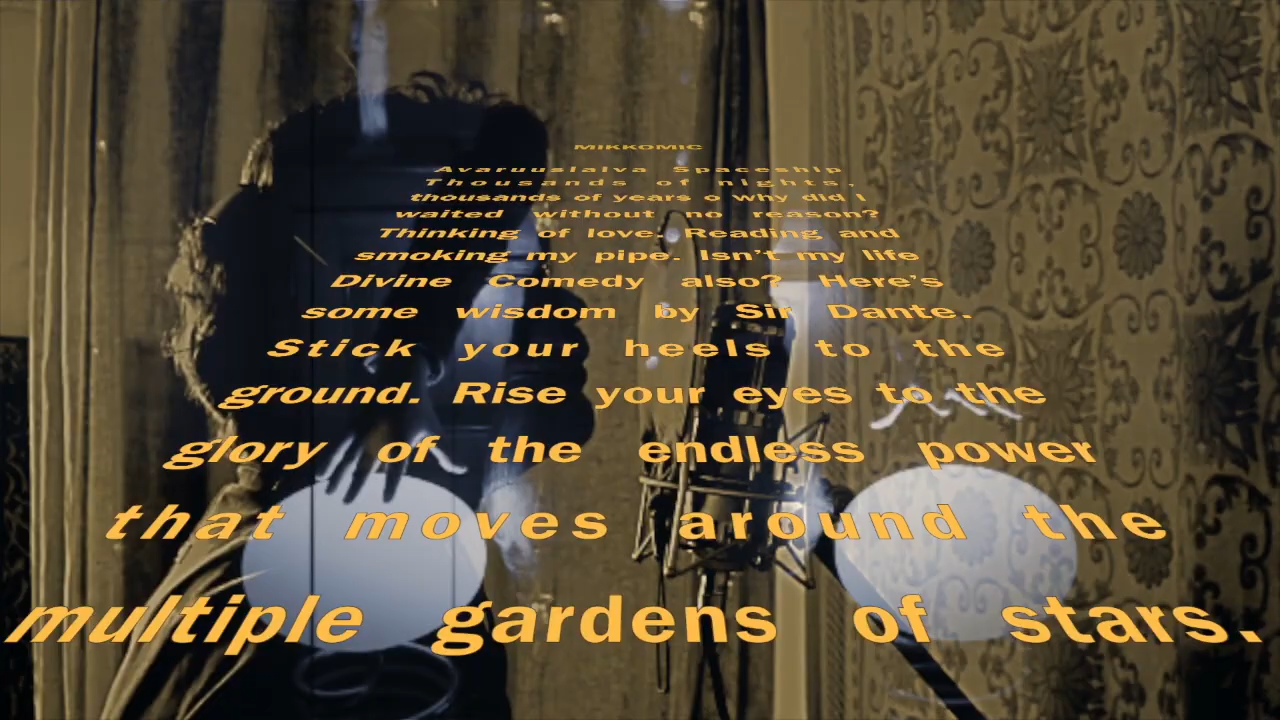 MIKKOMIC
Avaruuslaiva Spaceship
Thousands of nights,
thousands of years o why did i
waited without no reason?
Thinking of love. Reading and
smoking my pipe. Isn't my life
Divine Comedy also? Here's
some wisdom by Sir Dante.
Stick your heels to the
ground. Rise your eyes to the
glory of the endless power
that moves around the
multiple gardens of stars.